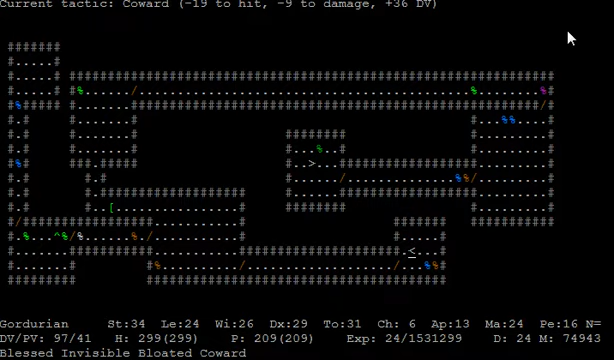 Current tactic: Coward (-19 to hit, -9 to damage, +36 DV)
Gordurian St:34 Le:24 Wi:26 Dx:29 To:31 Ch: 6 Ap:13 Ma:24 Pe:16 N=
DV/PV: 97/41 H: 299(299) P: 209(209) Exp: 24/1531299 D: 24 M: 74943
Blessed Invisible Bloated Coward